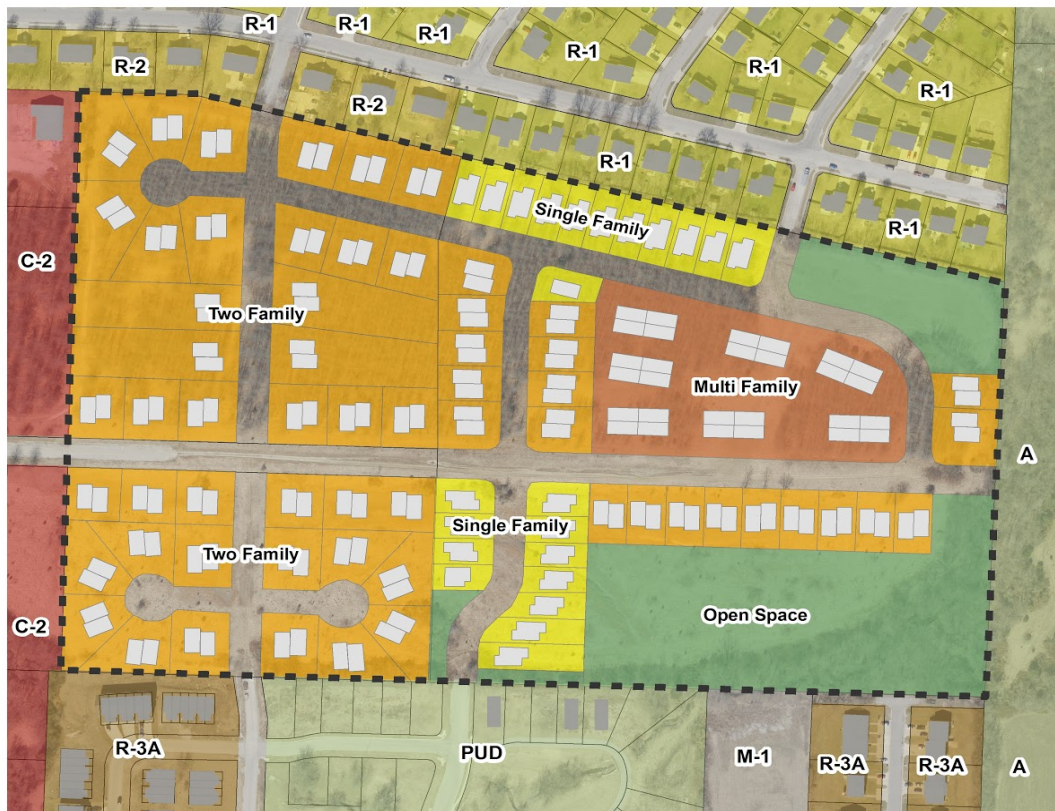 R-1
R-1
R-1
R-1
R-2
R-1
R-1
R-2
R-1
Single Family
R-1
C-2
Two Family
Multi Family
A
Single Family
Two Family
Open Space
C-2
R-3A
PUD
M-1
R-3A
R-3A
A